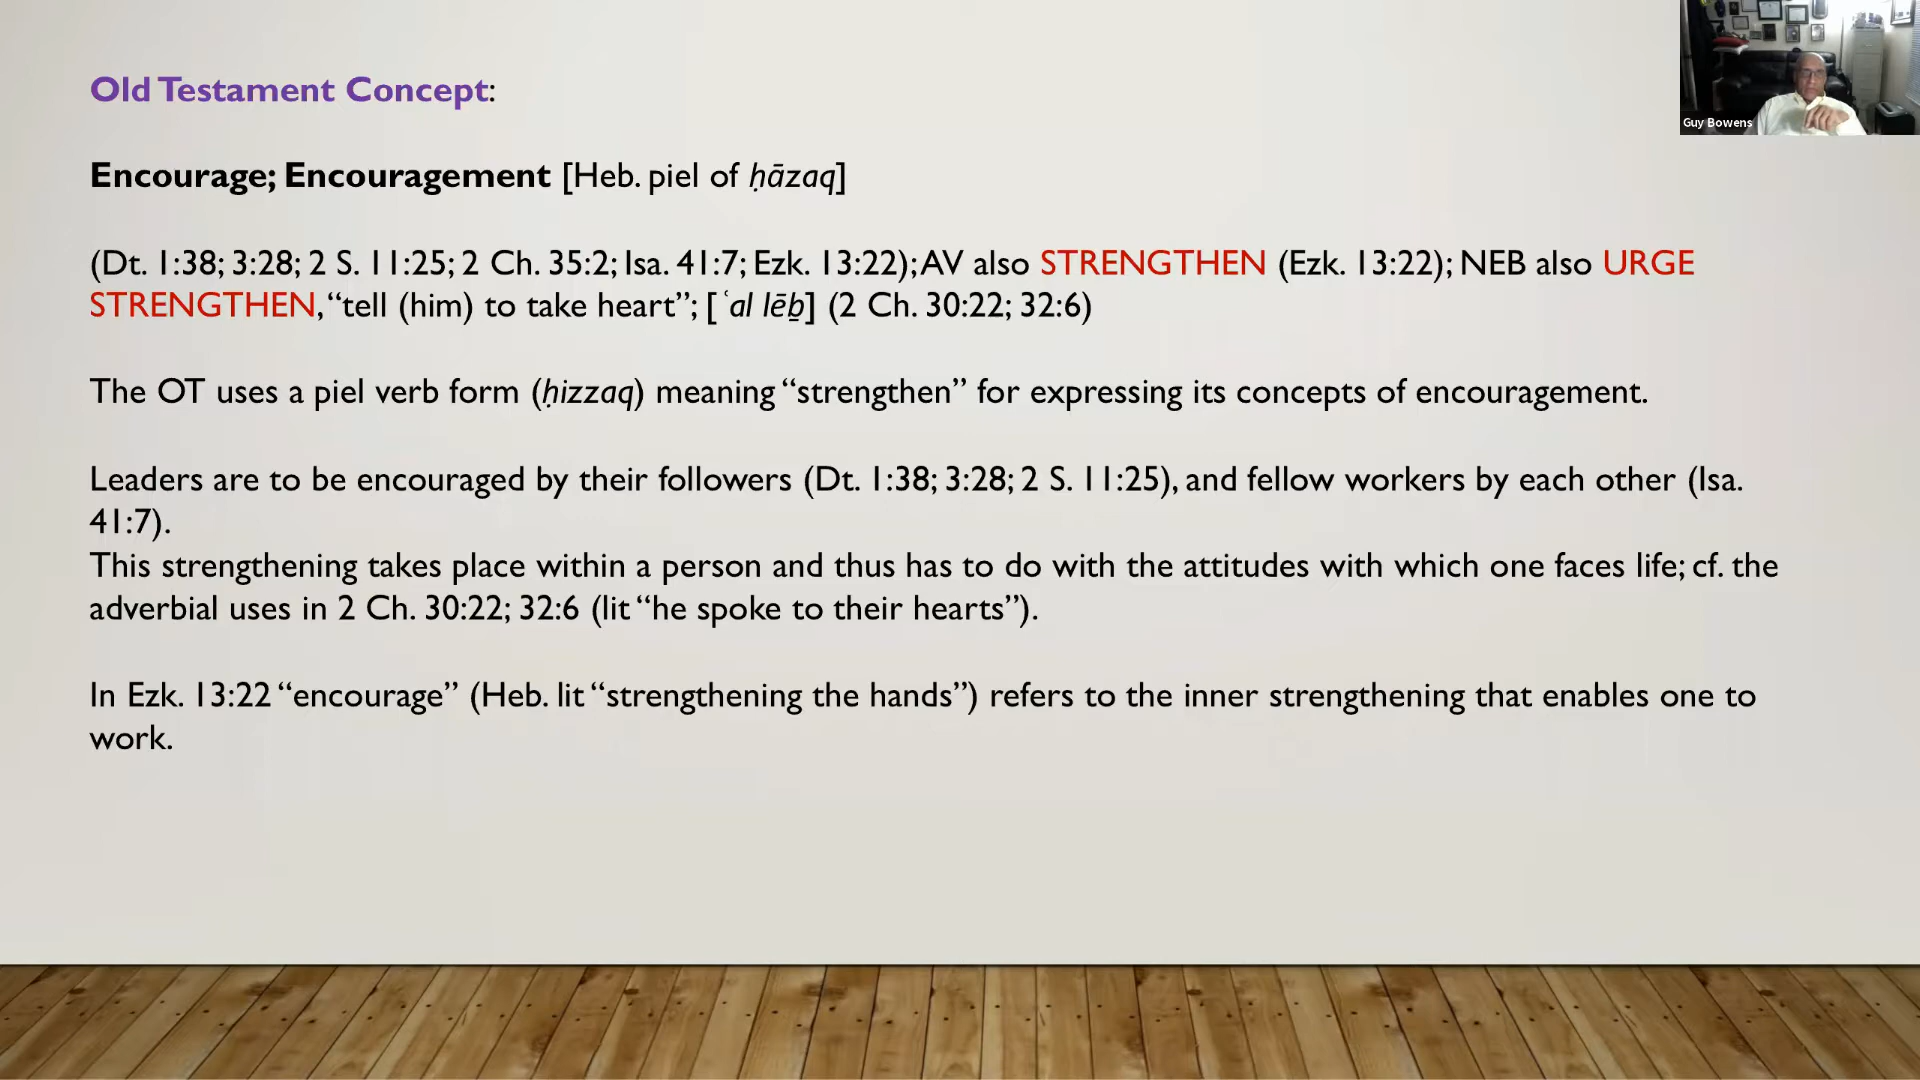 Old Testament Concept:
Guy Bowens
Encourage; Encouragement [Heb. piel of ḥāzaq]
(Dt. 1:38; 3:28; 2 S. 11:25; 2 Ch. 35:2; Isa. 41:7; Ezk. 13:22); AV also STRENGTHEN (Ezk. 13:22); NEB also URGE
STRENGTHEN, “tell (him) to take heart”; [ʿal lēḇ] (2 Ch. 30:22; 32:6)
The OT uses a piel verb form (ḥizzaq) meaning “strengthen” for expressing its concepts of encouragement.
Leaders are to be encouraged by their followers (Dt. 1:38; 3:28; 2 S. 11:25), and fellow workers by each other (Isa.
41:7).
This strengthening takes place within a person and thus has to do with the attitudes with which one faces life; cf. the
adverbial uses in 2 Ch. 30:22; 32:6 (lit “he spoke to their hearts”).
In Ezk. 13:22 “encourage” (Heb. lit “strengthening the hands”) refers to the inner strengthening that enables one to
work.